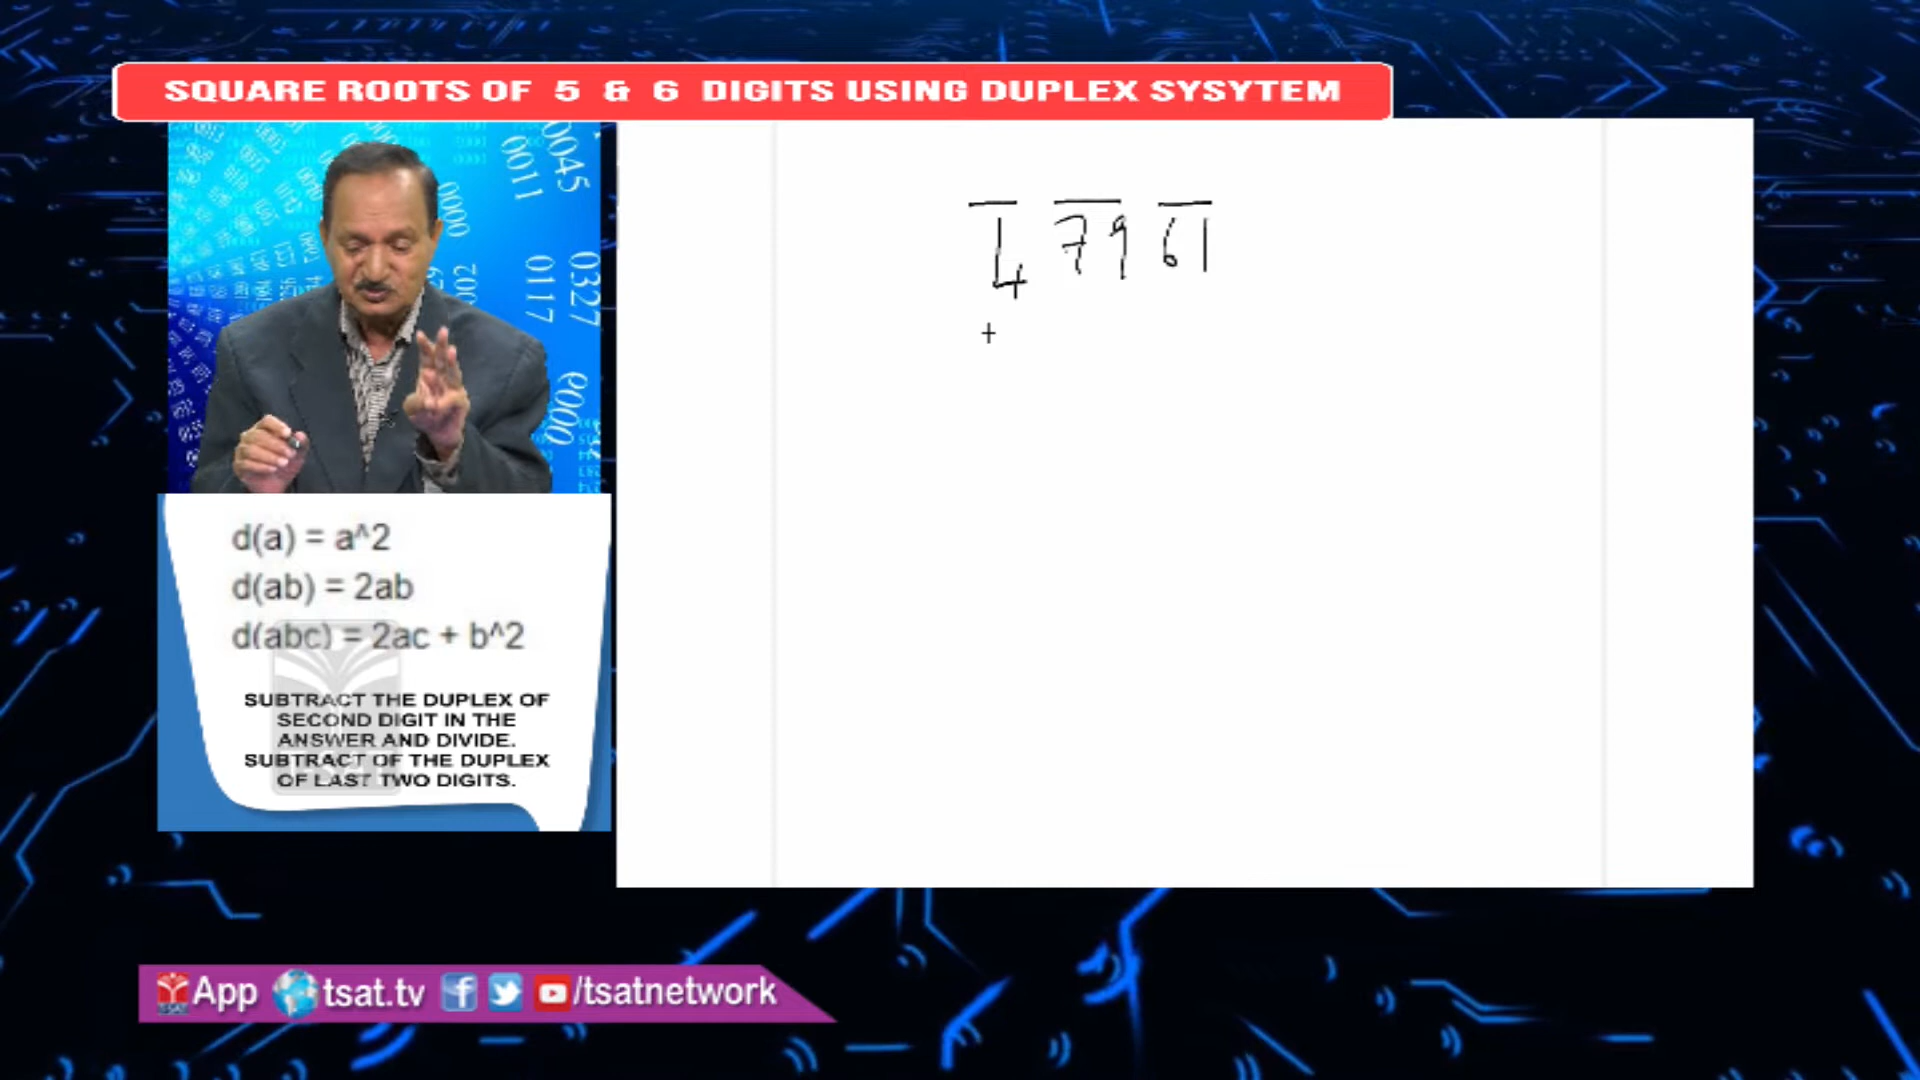 SQUARE ROOTS OF 5 & 6 DIGITS USING DUPLEX SYSYTEM
4 79 61
d(a) = a^2
d(ab) = 2ab
d(abc) = 2ac + b^2
SUBTRACT THE DUPLEX OF
SECOND DIGIT IN THE
ANSWER AND DIVIDE.
SUBTRACT OF THE DUPLEX
OF LAST TWO DIGITS.
App tsat.tv /tsatnetwork